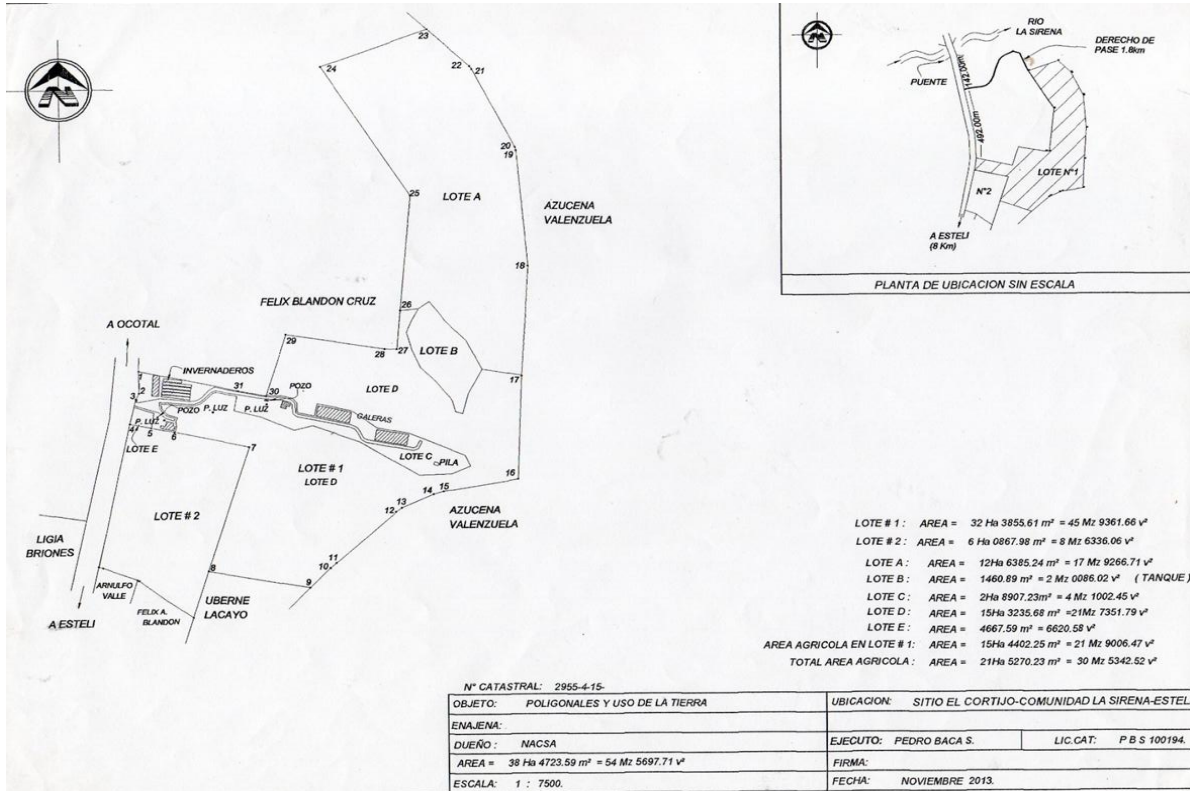 23
24
22
21
20
19
25
LOTE A
AZUCENA
VALENZUELA
18
FELIX BLANDON CRUZ
26
A OCOTAL
29
28
27
LOTE B
INVERNADEROS
1
2
3
31
30
POZO
LOTE D
17
POZO
P. LUZ
P. LUZ
P. LUZ
GALERAS
4
5
6
7
LOTE E
LOTE C
PILA
LOTE # 1
LOTE D
16
15
14
13
12
AZUCENA
VALENZUELA
LOTE # 2
LIGIA
BRIONES
11
10
9
8
ARNULFO
VALLE
FELIX A.
BLANDON
UBERNE
LACAYO
A ESTELI
RIO
LA SIRENA
DERECHO DE
PASE 1.8km
PUENTE
142.00m
492.00m
LOTE N°1
N°2
A ESTELI
(8 Km)
PLANTA DE UBICACION SIN ESCALA
LOTE # 1 : AREA = 32 Ha 3855.61 m² = 45 Mz 9361.66 v²
LOTE # 2 : AREA = 6 Ha 0867.98 m² = 8 Mz 6336.06 v²
LOTE A : AREA = 12Ha 6385.24 m² = 17 Mz 9266.71 v²
LOTE B : AREA = 1460.89 m² = 2 Mz 0086.02 v² ( TANQUE )
LOTE C : AREA = 2Ha 8907.23m² = 4 Mz 1002.45 v²
LOTE D : AREA = 15Ha 3235.68 m² =21Mz 7351.79 v²
LOTE E : AREA = 4667.59 m² = 6620.58 v²
AREA AGRICOLA EN LOTE # 1: AREA = 15Ha 4402.25 m² = 21 Mz 9006.47 v²
TOTAL AREA AGRICOLA : AREA = 21Ha 5270.23 m² = 30 Mz 5342.52 v²
N° CATASTRAL: 2955-4-15-
OBJETO: POLIGONALES Y USO DE LA TIERRA
UBICACION: SITIO EL CORTIJO-COMUNIDAD LA SIRENA-ESTEL
ENAJENA:
DUEÑO : NACSA
EJECUTO: PEDRO BACA S. LIC.CAT: P B S 100194.
AREA = 38 Ha 4723.59 m² = 54 Mz 5697.71 v²
FIRMA:
ESCALA: 1 : 7500.
FECHA: NOVIEMBRE 2013.